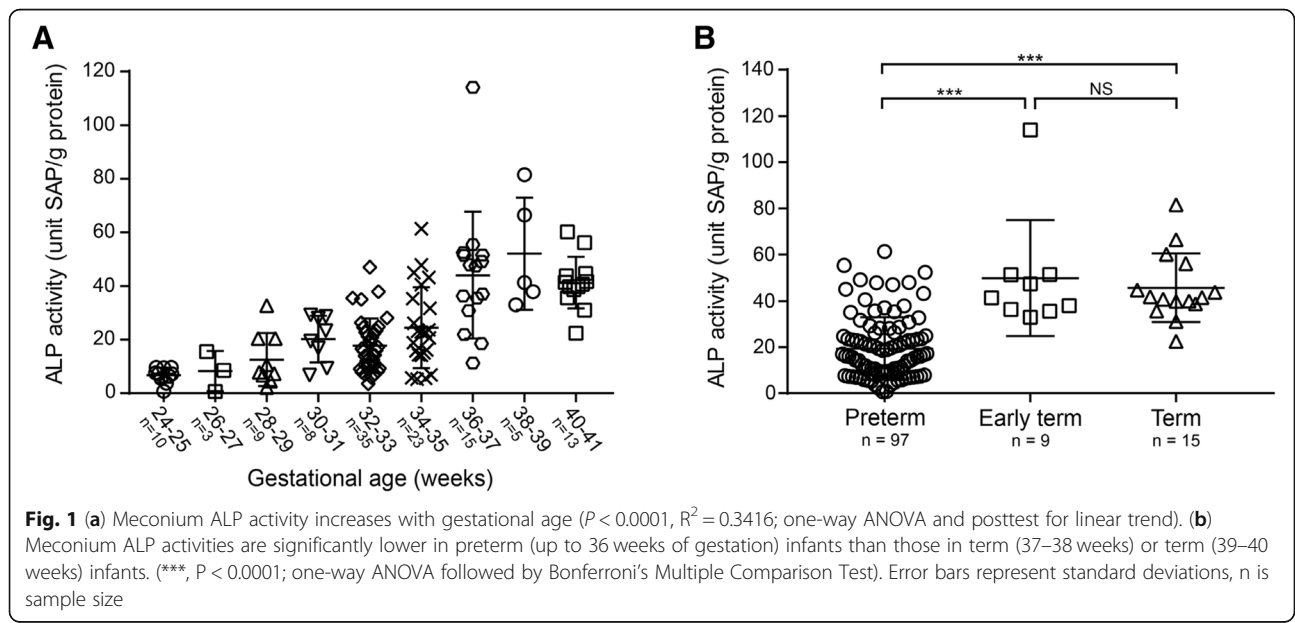 A
ALP activity (unit SAP/g protein)
120
100
80
60
40
20
0
24-25
n=10
26-27
n=3
28-29
n=9
30-31
n=8
32-33
n=35
34-35
n=23
36-37
n=15
38-39
n=5
40-41
n=13
Gestational age (weeks)
B
ALP activity (unit SAP/g protein)
140
120
100
80
60
40
20
0
***
***
NS
Preterm
n = 97
Early term
n = 9
Term
n = 15
Fig. 1 (a) Meconium ALP activity increases with gestational age (P < 0.0001, R² = 0.3416; one-way ANOVA and posttest for linear trend). (b)
Meconium ALP activities are significantly lower in preterm (up to 36 weeks of gestation) infants than those in term (37–38 weeks) or term (39–40
weeks) infants. (***, P < 0.0001; one-way ANOVA followed by Bonferroni's Multiple Comparison Test). Error bars represent standard deviations, n is
sample size